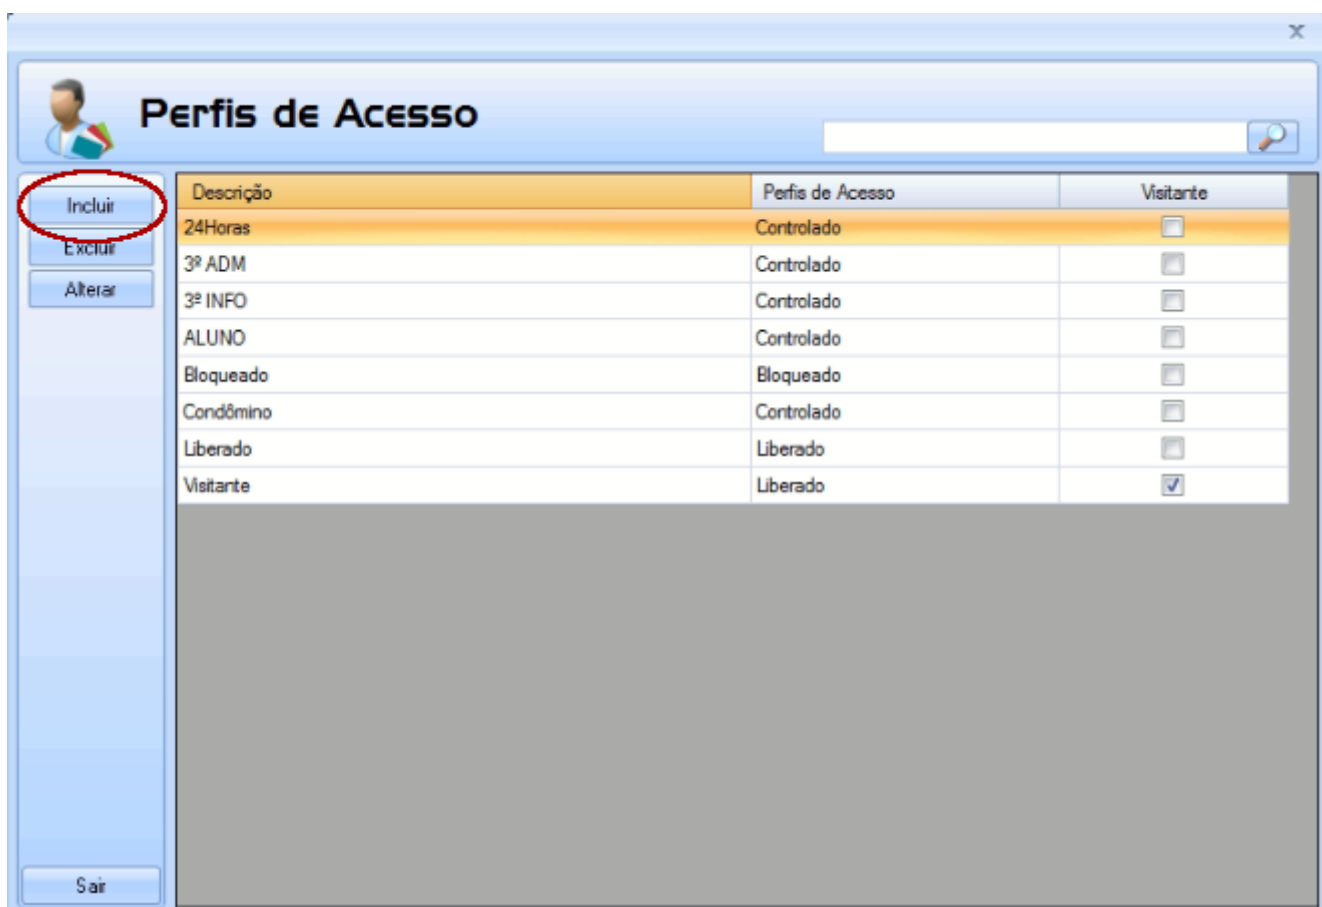 Perfis de Acesso
Incluir
Excluir
Alterar
Descrição Perfis de Acesso Visitante
24Horas Controlado
3º ADM Controlado
3º INFO Controlado
ALUNO Controlado
Bloqueado Bloqueado
Condômino Controlado
Liberado Liberado
Visitante Liberado
Sair